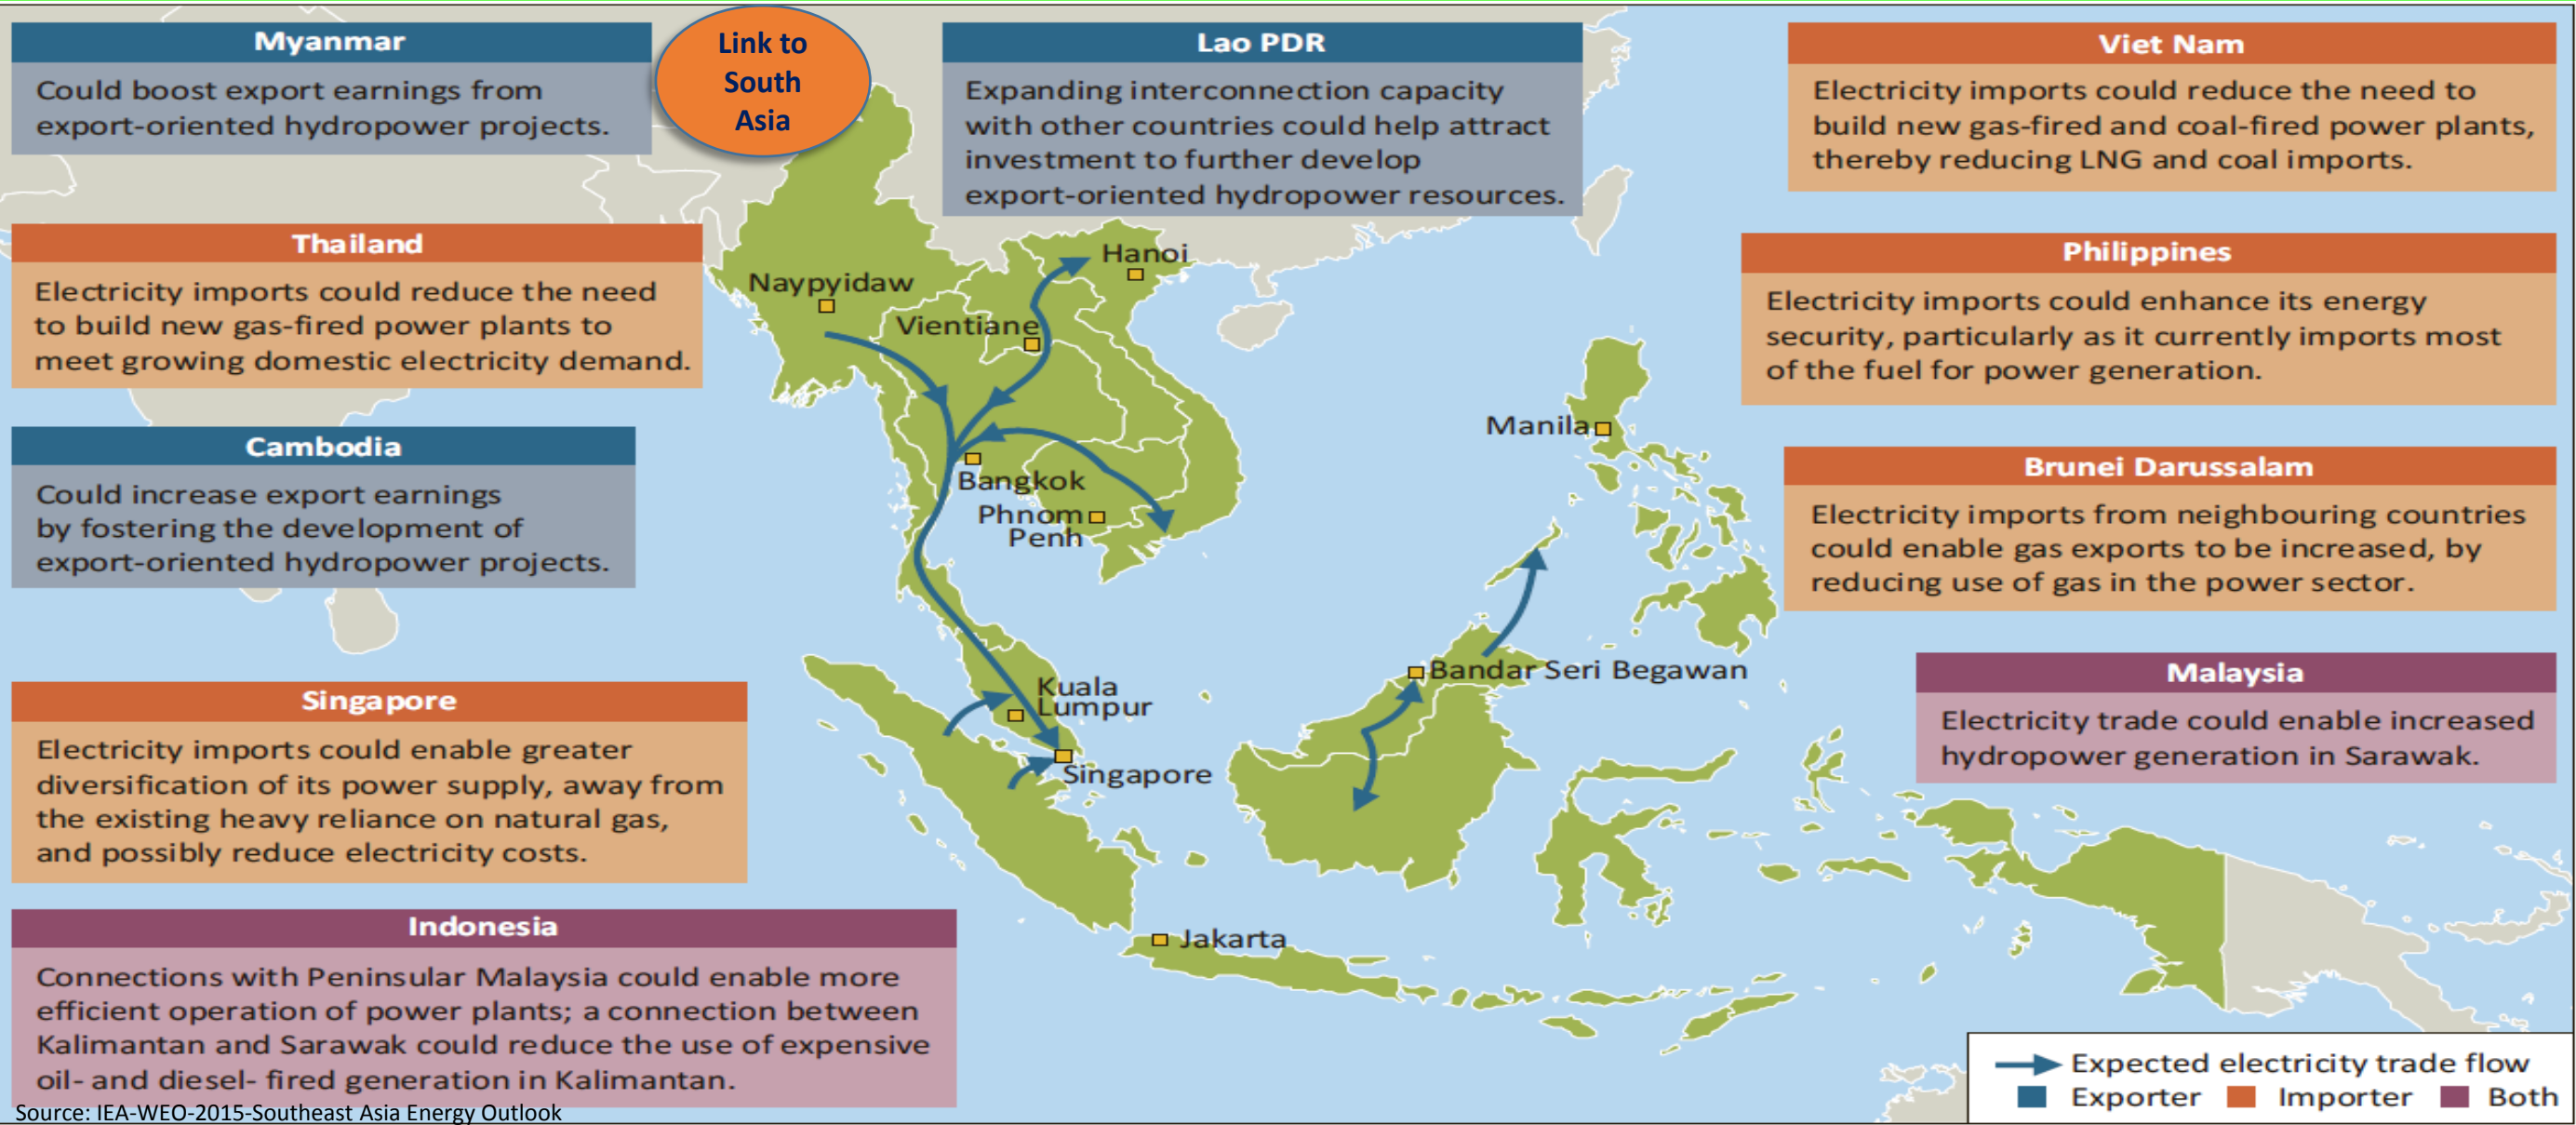 Myanmar
Could boost export earnings from
export-oriented hydropower projects.
Link to
South
Asia
Lao PDR
Expanding interconnection capacity
with other countries could help attract
investment to further develop
export-oriented hydropower resources.
Viet Nam
Electricity imports could reduce the need to
build new gas-fired and coal-fired power plants,
thereby reducing LNG and coal imports.
Thailand
Electricity imports could reduce the need
to build new gas-fired power plants to
meet growing domestic electricity demand.
Philippines
Electricity imports could enhance its energy
security, particularly as it currently imports most
of the fuel for power generation.
Cambodia
Could increase export earnings
by fostering the development of
export-oriented hydropower projects.
Brunei Darussalam
Electricity imports from neighbouring countries
could enable gas exports to be increased, by
reducing use of gas in the power sector.
Singapore
Electricity imports could enable greater
diversification of its power supply, away from
the existing heavy reliance on natural gas,
and possibly reduce electricity costs.
Malaysia
Electricity trade could enable increased
hydropower generation in Sarawak.
Indonesia
Connections with Peninsular Malaysia could enable more
efficient operation of power plants; a connection between
Kalimantan and Sarawak could reduce the use of expensive
oil- and diesel- fired generation in Kalimantan.
Hanoi
Naypyidaw
Vientiane
Manila
Bangkok
Phnom
Penh
Bandar Seri Begawan
Kuala
Lumpur
Singapore
Jakarta
Expected electricity trade flow
Exporter
Importer
Both
Source: IEA-WEO-2015-Southeast Asia Energy Outlook